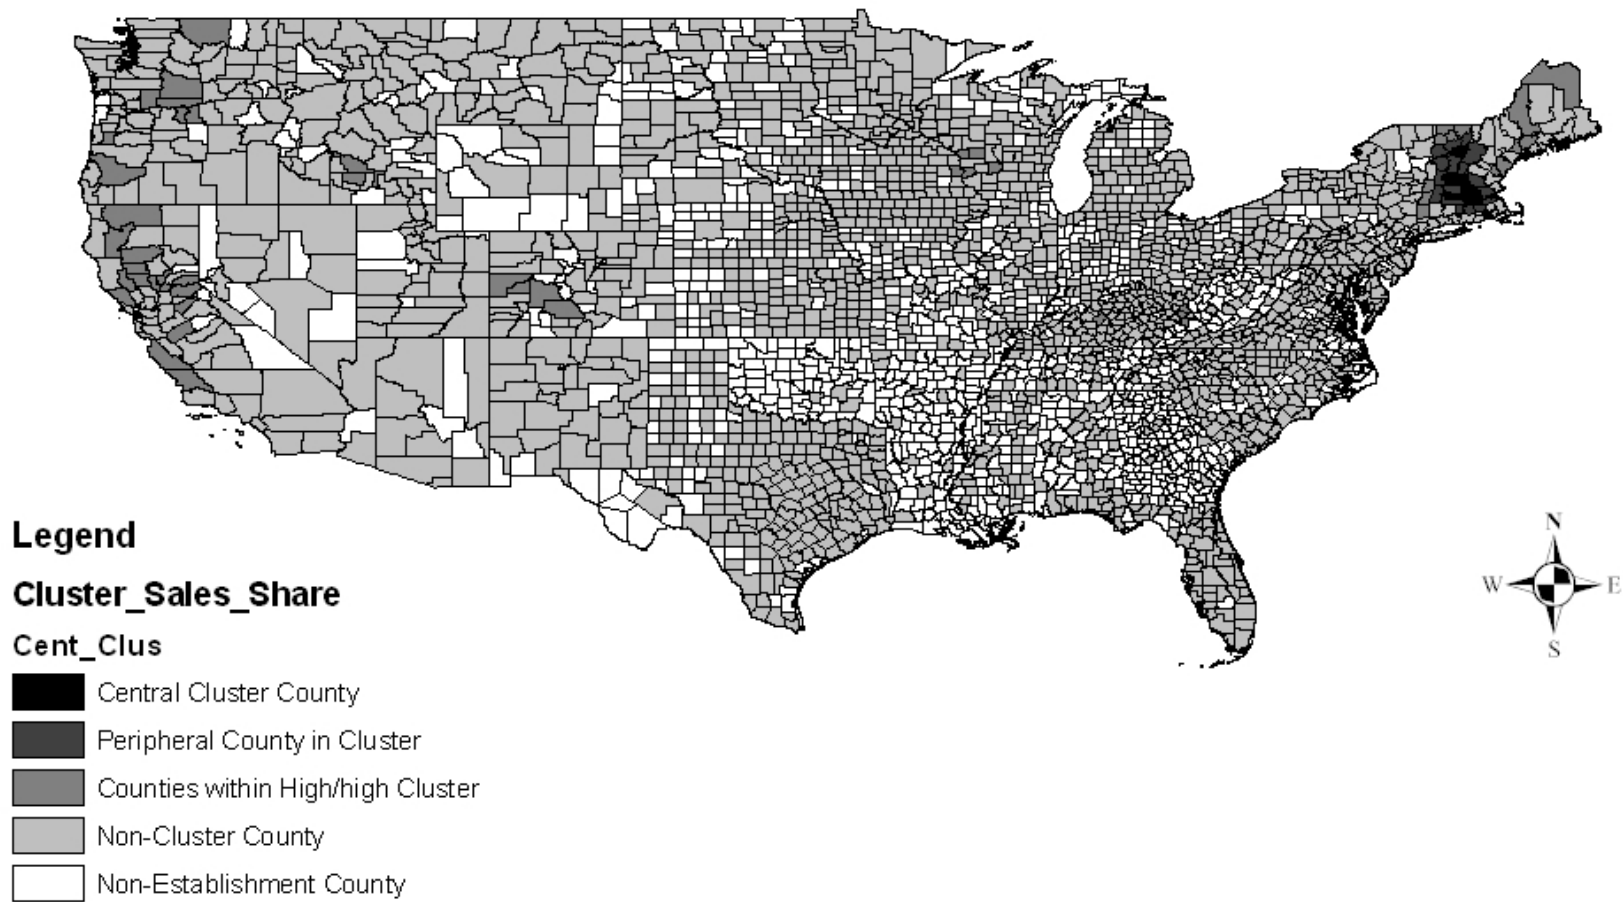 Legend
Cluster_Sales_Share
Cent_Clus
Central Cluster County
Peripheral County in Cluster
Counties within High/high Cluster
Non-Cluster County
Non-Establishment County
N
W E
S